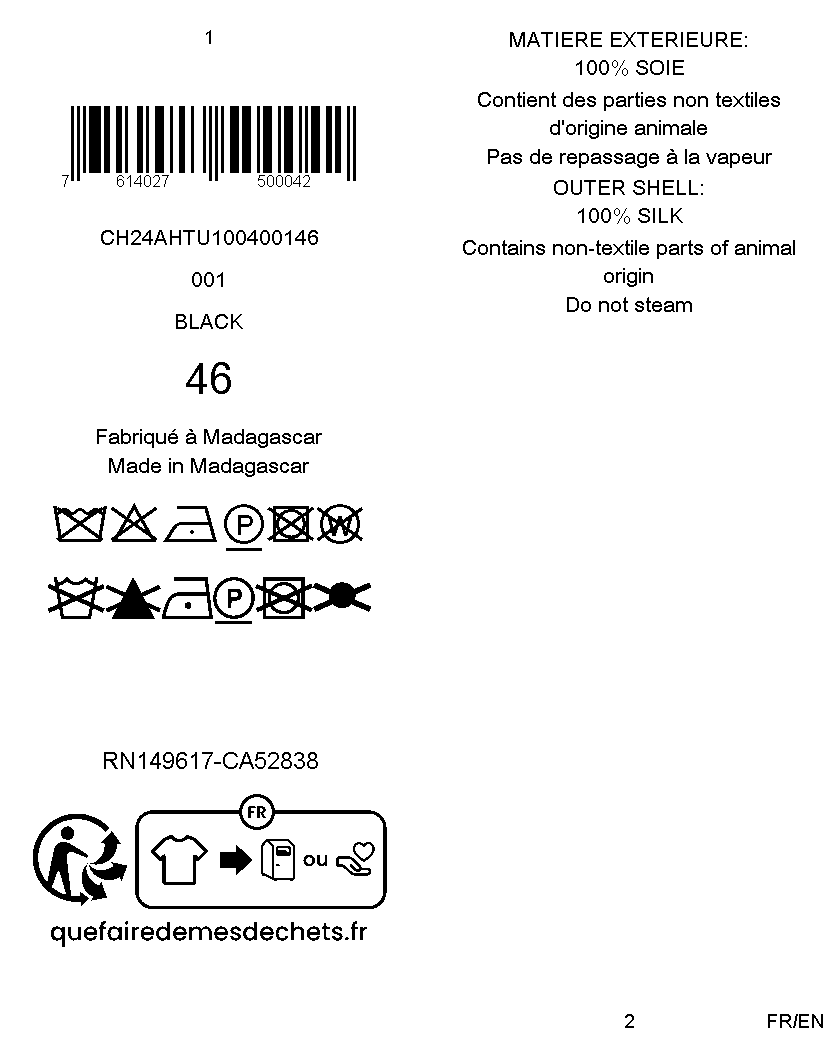 1
7 614027 500042
CH24AHTU100400146
001
BLACK
46
Fabriqué à Madagascar
Made in Madagascar
P W
P
RN149617-CA52838
FR
ou
quefairedemesdechets.fr
MATIERE EXTERIEURE:
100% SOIE
Contient des parties non textiles
d'origine animale
Pas de repassage à la vapeur
OUTER SHELL:
100% SILK
Contains non-textile parts of animal
origin
Do not steam
2
FR/EN